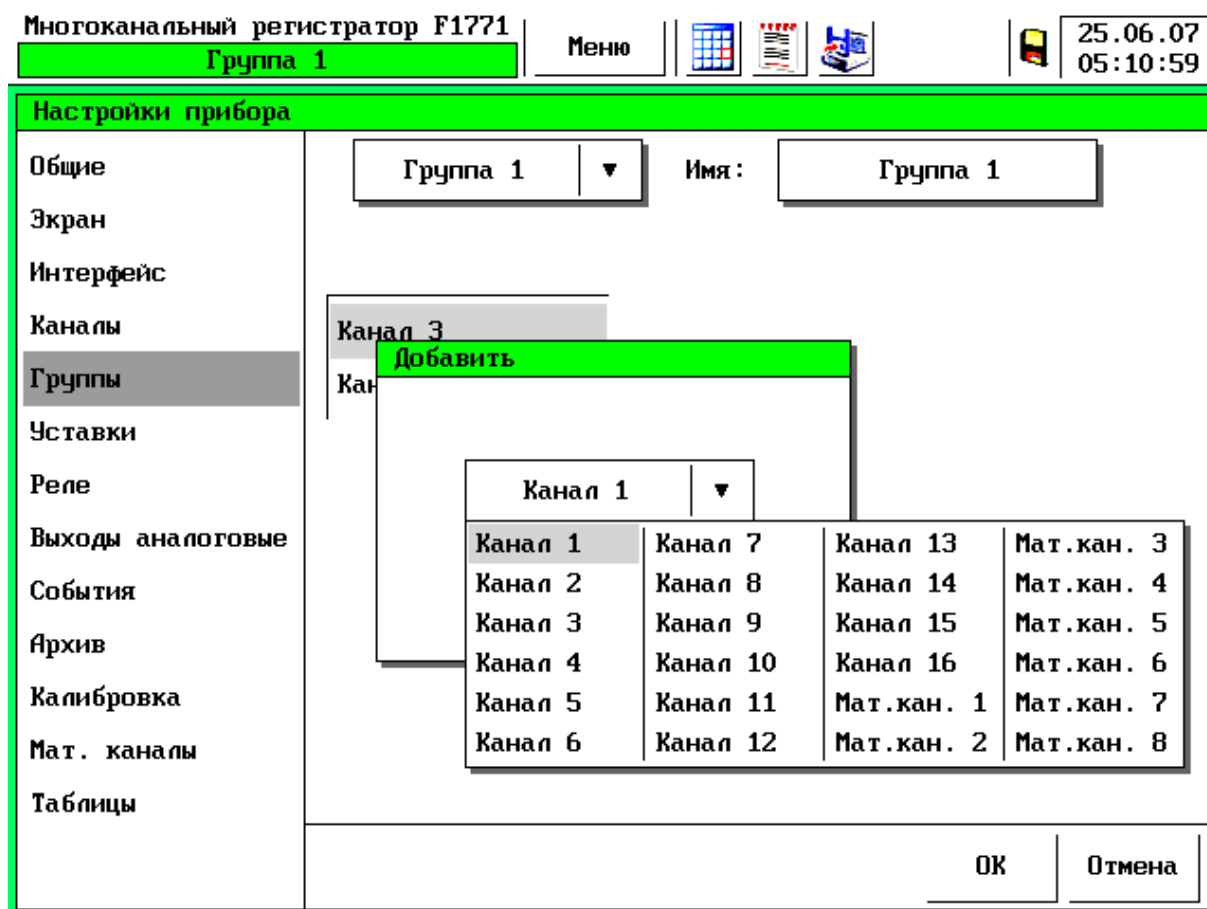 Многоканальный регистратор F1771
Группа 1
Меню
25.06.07
05:10:59
Настройки прибора
Общие
Экран
Интерфейс
Каналы
Группы
Уставки
Реле
Выходы аналоговые
События
Архив
Калибровка
Мат. каналы
Таблицы
Группа 1 ▼
Имя:
Группа 1
Канал 3
Кан
Добавить
Канал 1 ▼
Канал 1 Канал 7 Канал 13 Мат.кан. 3
Канал 2 Канал 8 Канал 14 Мат.кан. 4
Канал 3 Канал 9 Канал 15 Мат.кан. 5
Канал 4 Канал 10 Канал 16 Мат.кан. 6
Канал 5 Канал 11 Мат.кан. 1 Мат.кан. 7
Канал 6 Канал 12 Мат.кан. 2 Мат.кан. 8
ОК
Отмена